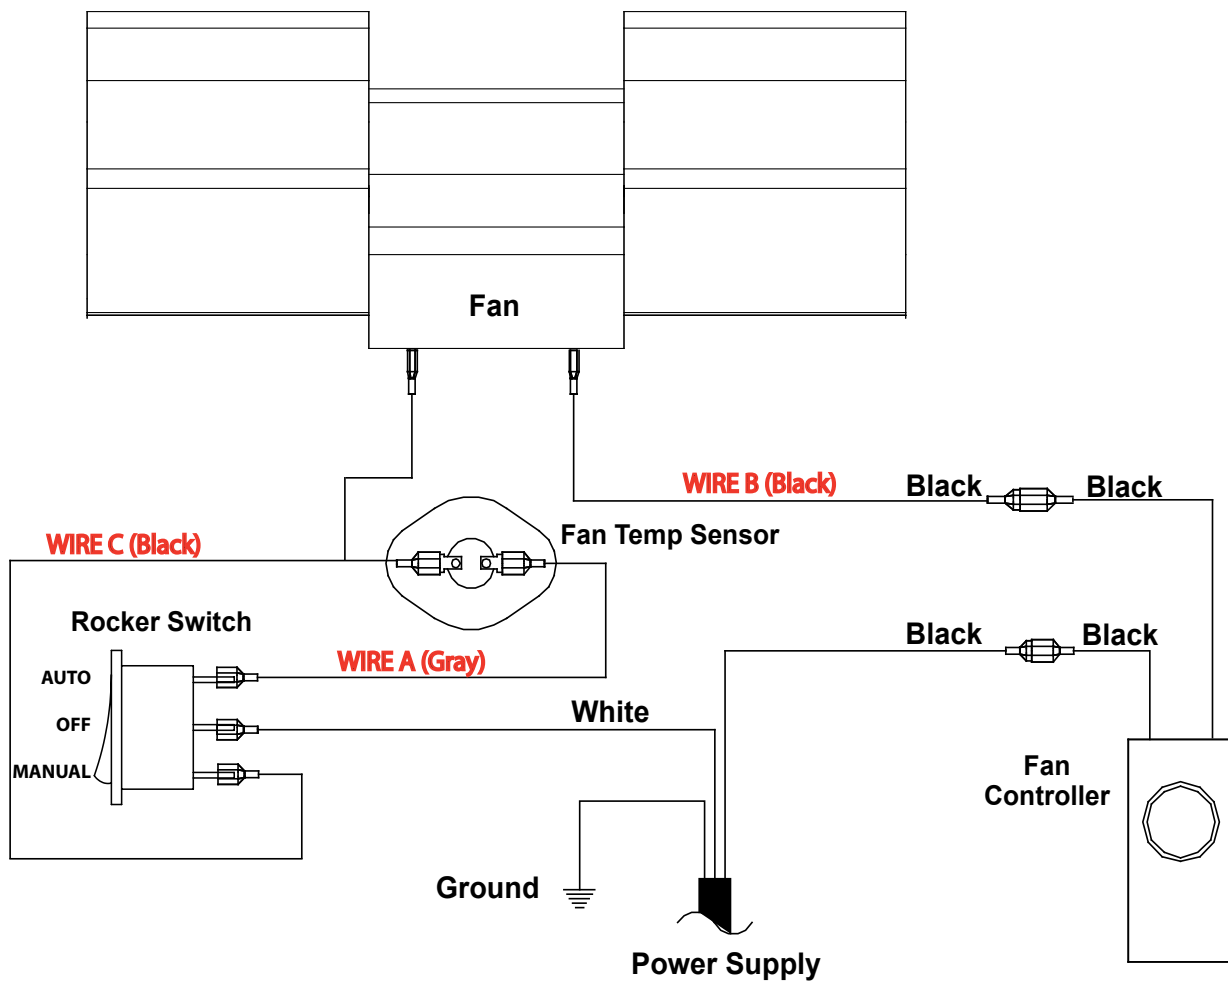 Fan
WIRE B (Black)
Black
Black
Fan Temp Sensor
WIRE C (Black)
Rocker Switch
Black
Black
WIRE A (Gray)
AUTO
White
OFF
MANUAL
Fan
Controller
Ground
Power Supply